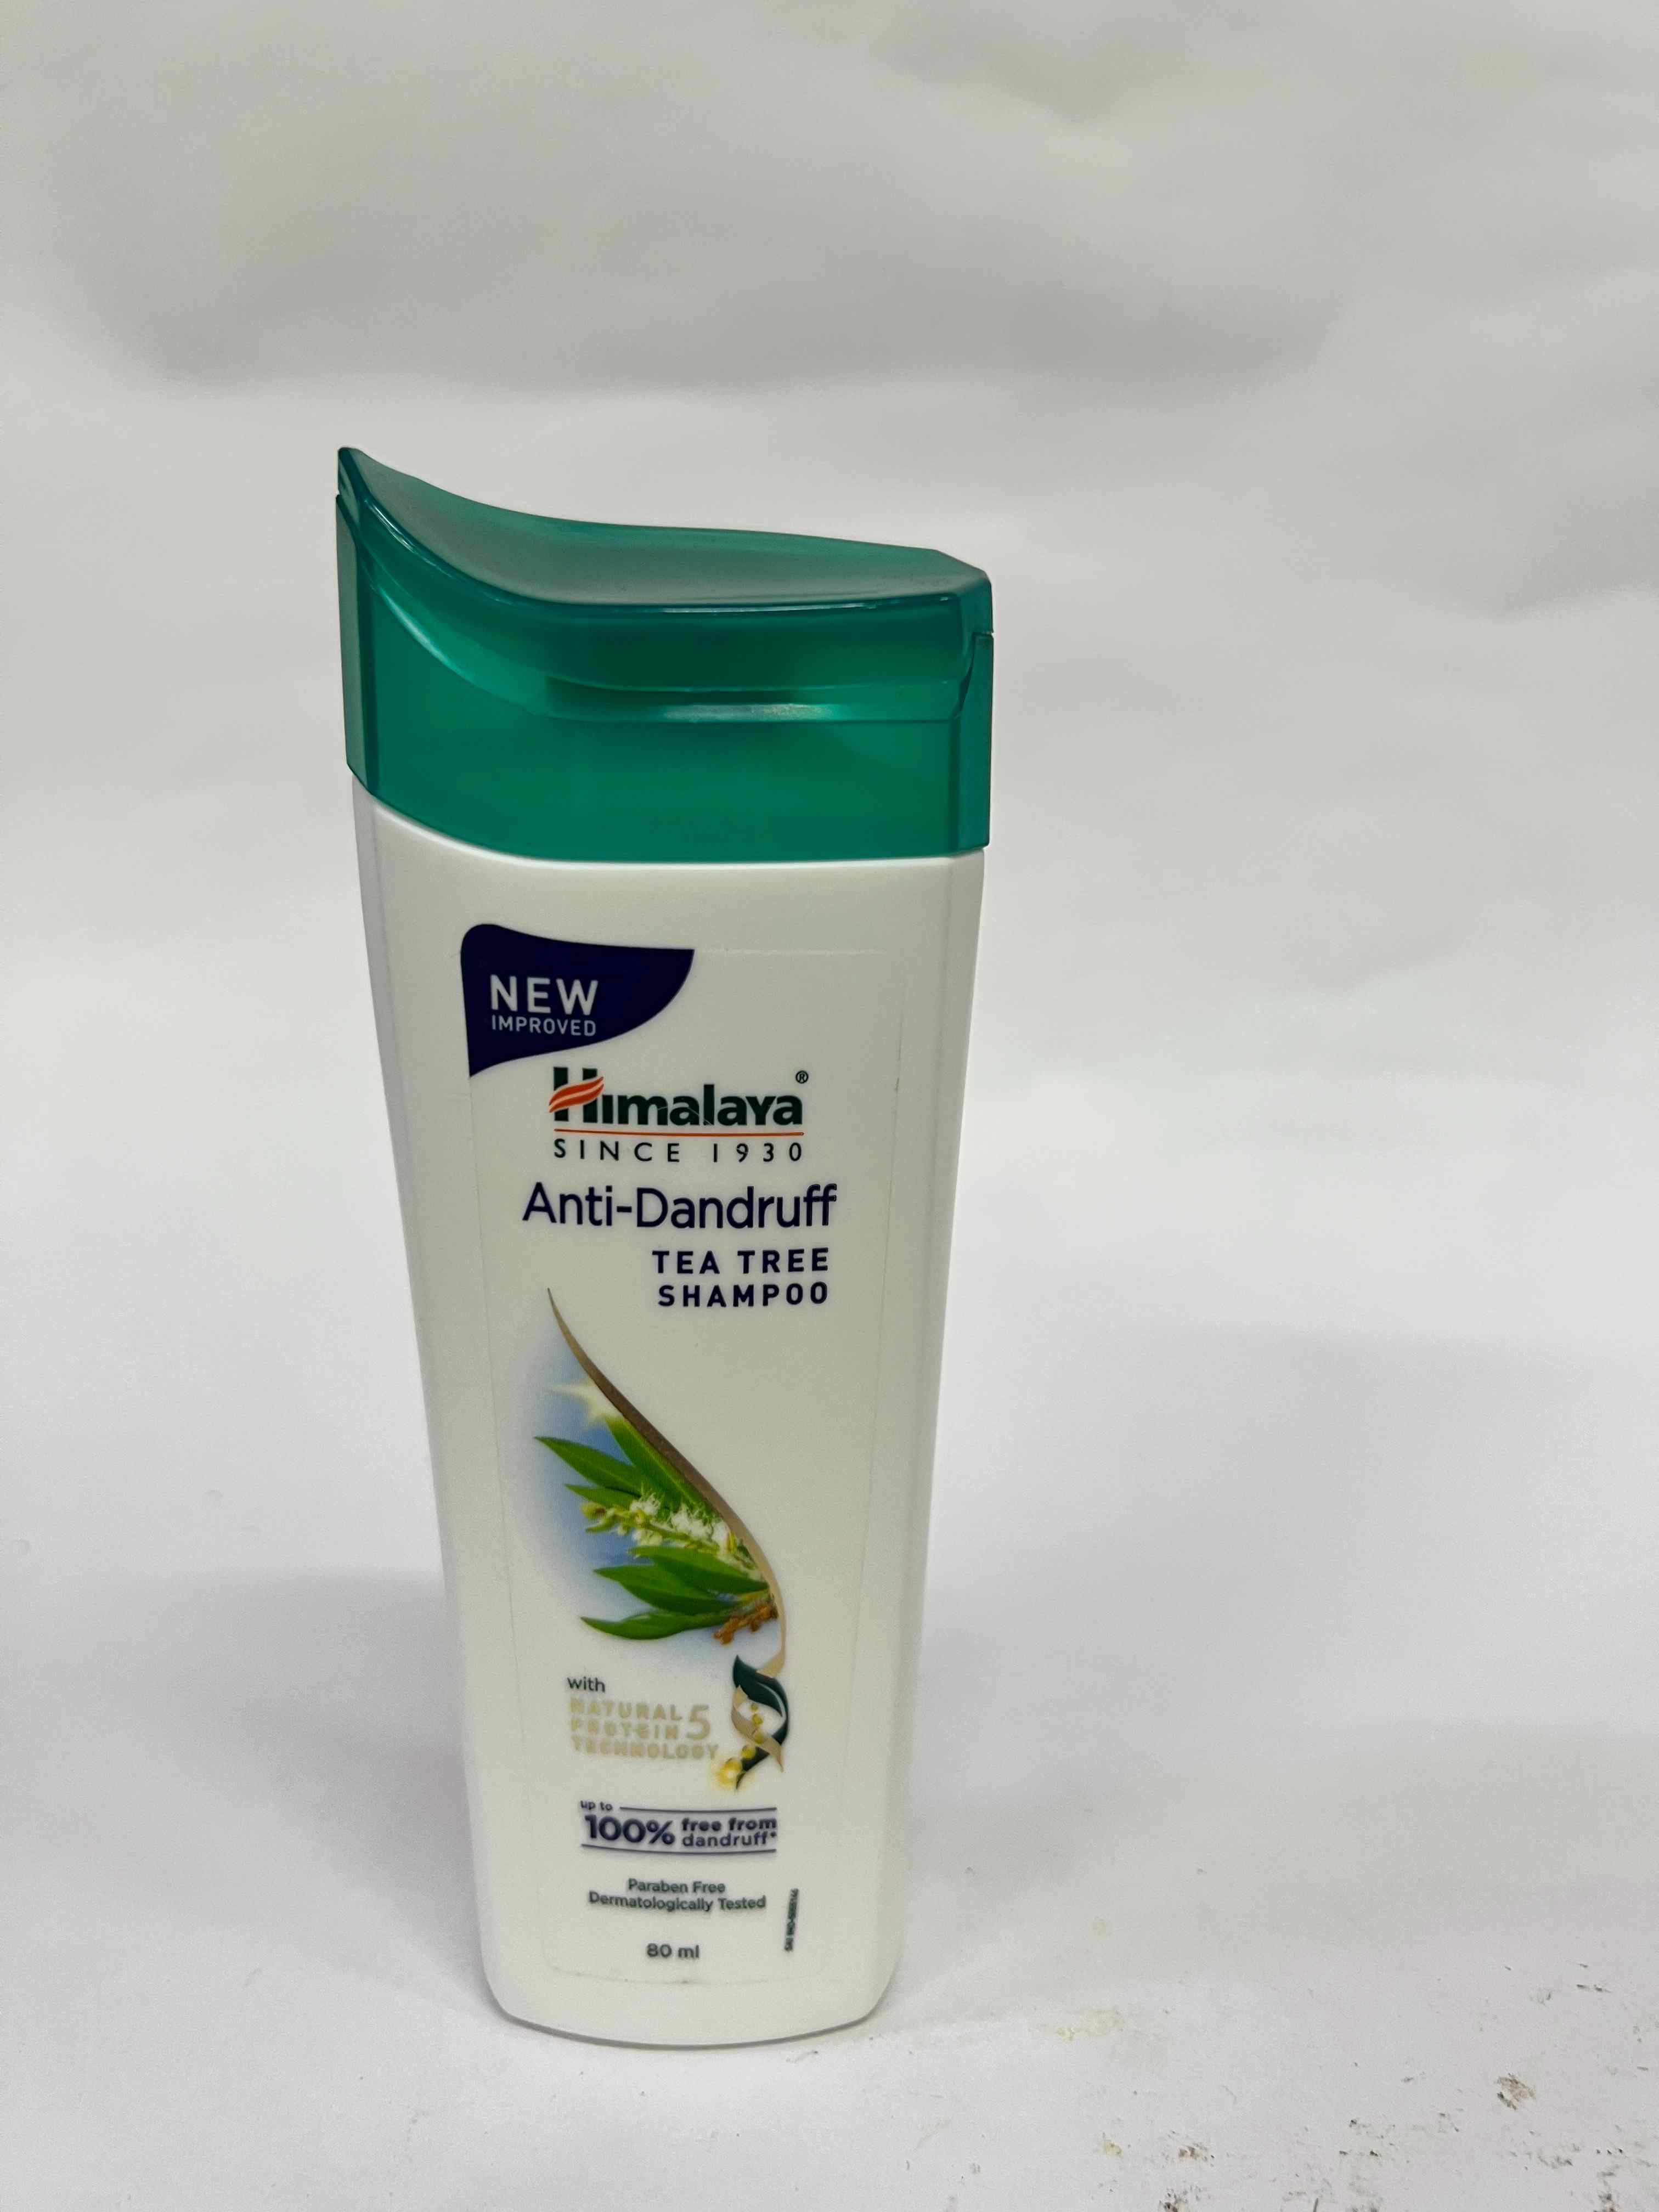 NEW
IMPROVED
Himalaya®
SINCE 1930
Anti-Dandruff
TEA TREE
SHAMPOO
with
NATURAL
PROTEIN 5
TECHNOLOGY
up to
100% free from
dandruff*
Paraben Free
Dermatologically Tested
80 ml